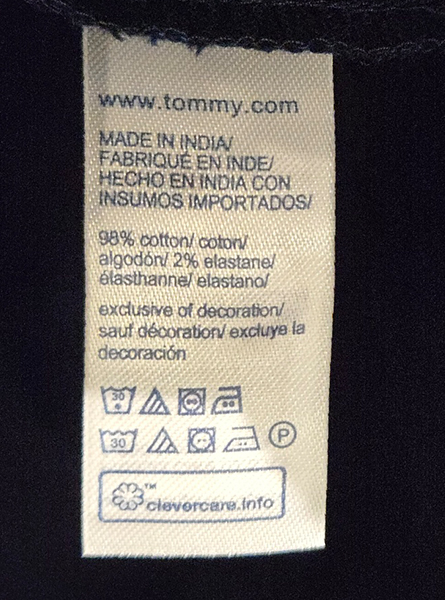 www.tommy.com
MADE IN INDIA/
FABRIQUÉ EN INDE/
HECHO EN INDIA CON
INSUMOS IMPORTADOS/
98% cotton/ coton/
algodón/ 2% elastane/
élasthanne/ elastano/
exclusive of decoration/
sauf décoration/ excluye la
decoración
30
30 P
™
clevercare.info